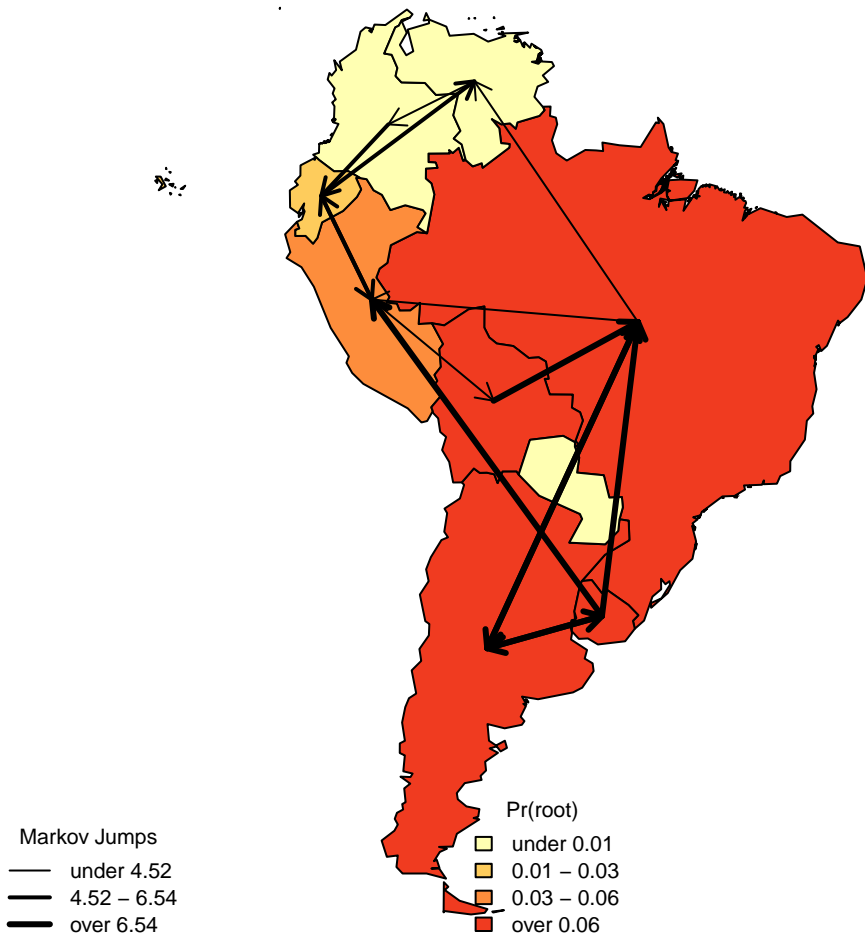 Markov Jumps
under 4.52
4.52 − 6.54
over 6.54
Pr(root)
under 0.01
0.01 − 0.03
0.03 − 0.06
over 0.06